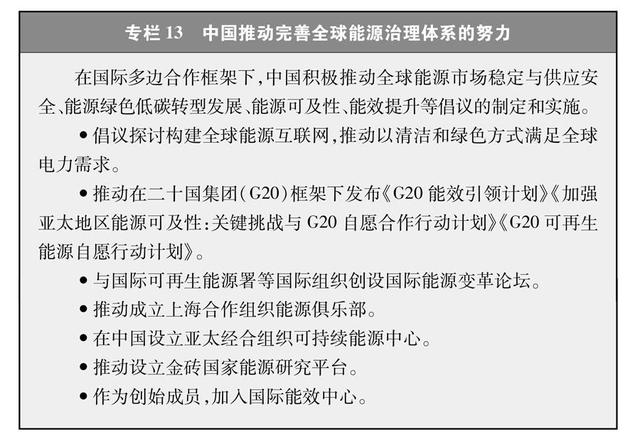 专栏 13 中国推动完善全球能源治理体系的努力
在国际多边合作框架下,中国积极推动全球能源市场稳定与供应安
全、能源绿色低碳转型发展、能源可及性、能效提升等倡议的制定和实施。
●倡议探讨构建全球能源互联网,推动以清洁和绿色方式满足全球
电力需求。
●推动在二十国集团(G20)框架下发布《G20 能效引领计划》《加强
亚太地区能源可及性:关键挑战与 G20 自愿合作行动计划》《G20 可再生
能源自愿行动计划》。
●与国际可再生能源署等国际组织创设国际能源变革论坛。
●推动成立上海合作组织能源俱乐部。
●在中国设立亚太经合组织可持续能源中心。
●推动设立金砖国家能源研究平台。
●作为创始成员,加入国际能效中心。